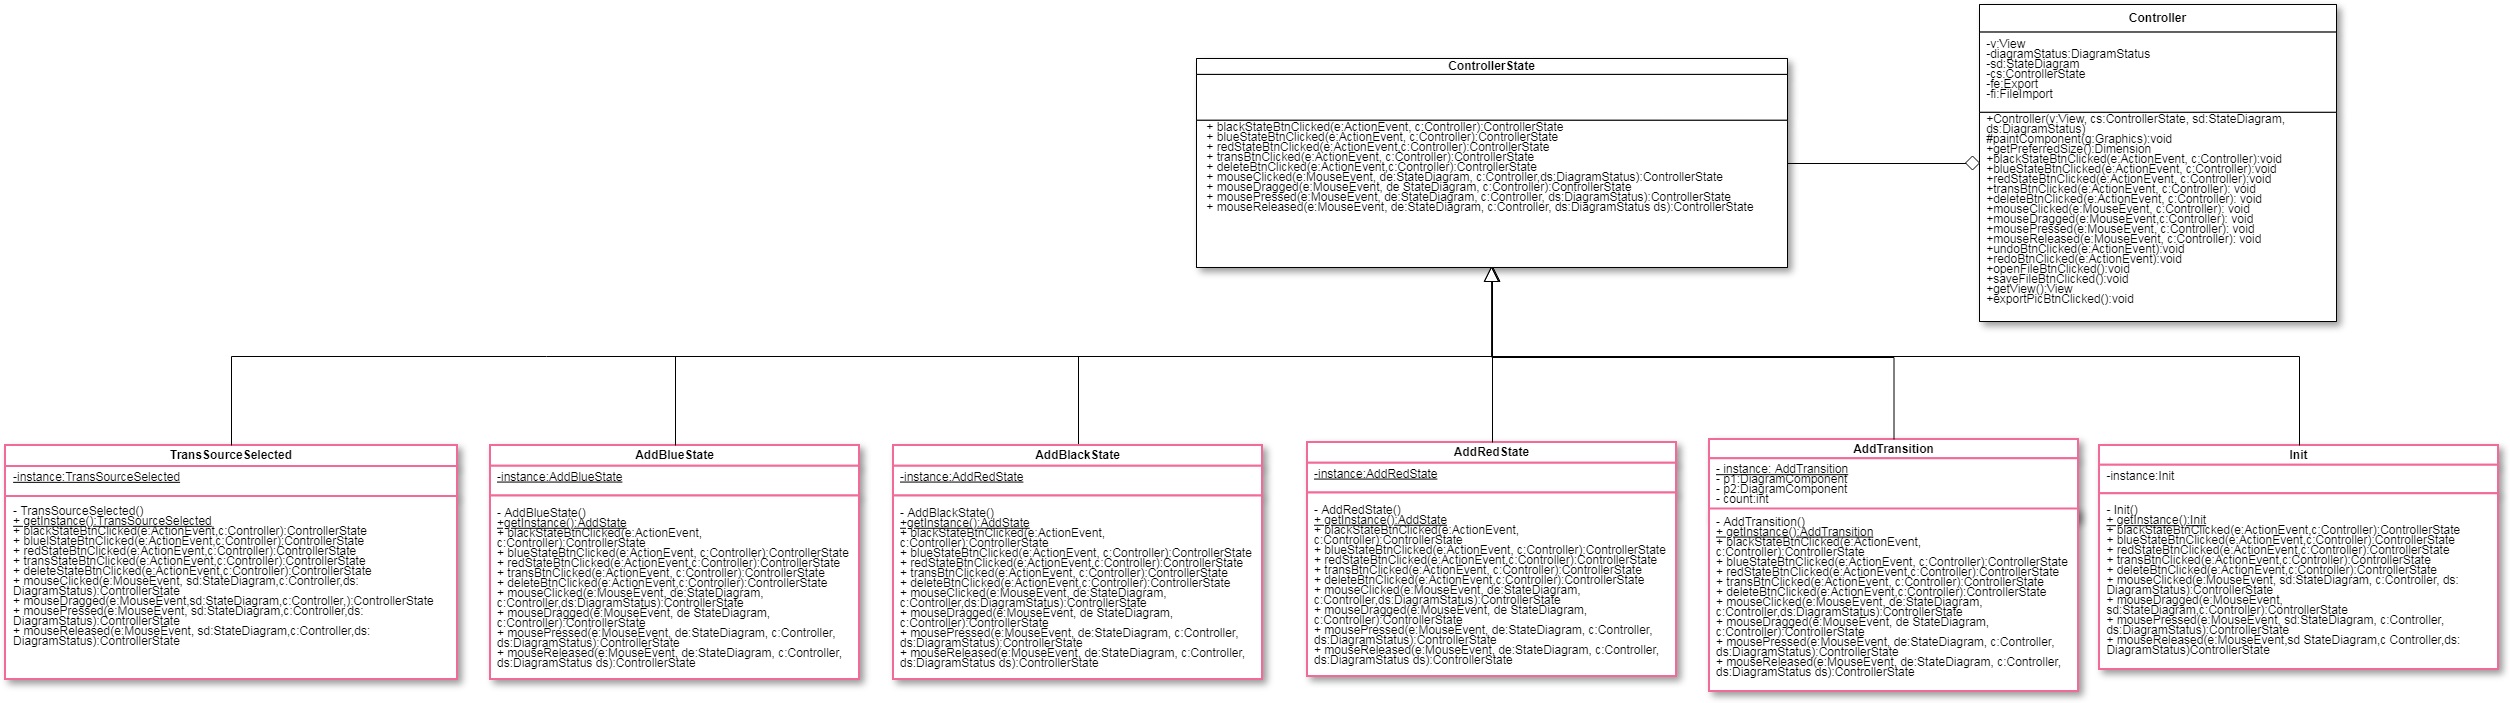 Controller
-v:View
-diagramStatus:DiagramStatus
-sd:StateDiagram
-cs:ControllerState
-fe:Export
-fi:FileImport
+Controller(v:View, cs:ControllerState, sd:StateDiagram,
ds:DiagramStatus)
#paintComponent(g:Graphics):void
+getPreferredSize():Dimension
+blackStateBtnClicked(e:ActionEvent, c:Controller):void
+blueStateBtnClicked(e:ActionEvent, c:Controller):void
+redStateBtnClicked(e:ActionEvent, c:Controller):void
+transBtnClicked(e:ActionEvent, c:Controller): void
+deleteBtnClicked(e:ActionEvent, c:Controller): void
+mouseClicked(e:MouseEvent, c:Controller): void
+mouseDragged(e:MouseEvent,c:Controller): void
+mousePressed(e:MouseEvent, c:Controller): void
+mouseReleased(e:MouseEvent, c:Controller): void
+undoBtnClicked(e:ActionEvent):void
+redoBtnClicked(e:ActionEvent):void
+openFileBtnClicked():void
+saveFileBtnClicked():void
+getView():View
+exportPicBtnClicked():void
ControllerState
+ blackStateBtnClicked(e:ActionEvent, c:Controller):ControllerState
+ blueStateBtnClicked(e:ActionEvent, c:Controller):ControllerState
+ redStateBtnClicked(e:ActionEvent,c:Controller):ControllerState
+ transBtnClicked(e:ActionEvent, c:Controller):ControllerState
+ deleteBtnClicked(e:ActionEvent,c:Controller):ControllerState
+ mouseClicked(e:MouseEvent, de:StateDiagram, c:Controller,ds:DiagramStatus):ControllerState
+ mouseDragged(e:MouseEvent, de StateDiagram, c:Controller):ControllerState
+ mousePressed(e:MouseEvent, de:StateDiagram, c:Controller, ds:DiagramStatus):ControllerState
+ mouseReleased(e:MouseEvent, de:StateDiagram, c:Controller, ds:DiagramStatus ds):ControllerState
TransSourceSelected
-instance:TransSourceSelected
- TransSourceSelected()
+ getInstance():TransSourceSelected
+ blackStateBtnClicked(e:ActionEvent,c:Controller):ControllerState
+ bluelStateBtnClicked(e:ActionEvent,c:Controller):ControllerState
+ redStateBtnClicked(e:ActionEvent,c:Controller):ControllerState
+ transStateBtnClicked(e:ActionEvent,c:Controller):ControllerState
+ deleteStateBtnClicked(e:ActionEvent,c:Controller):ControllerState
+ mouseClicked(e:MouseEvent, sd:StateDiagram,c:Controller,ds:
DiagramStatus):ControllerState
+ mouseDragged(e:MouseEvent,sd:StateDiagram,c:Controller,):ControllerState
+ mousePressed(e:MouseEvent, sd:StateDiagram,c:Controller,ds:
DiagramStatus):ControllerState
+ mouseReleased(e:MouseEvent, sd:StateDiagram,c:Controller,ds:
DiagramStatus):ControllerState
AddBlueState
-instance:AddBlueState
- AddBlueState()
+getInstance():AddState
+ blackStateBtnClicked(e:ActionEvent,
c:Controller):ControllerState
+ blueStateBtnClicked(e:ActionEvent, c:Controller):ControllerState
+ redStateBtnClicked(e:ActionEvent,c:Controller):ControllerState
+ transBtnClicked(e:ActionEvent, c:Controller):ControllerState
+ deleteBtnClicked(e:ActionEvent,c:Controller):ControllerState
+ mouseClicked(e:MouseEvent, de:StateDiagram,
c:Controller,ds:DiagramStatus):ControllerState
+ mouseDragged(e:MouseEvent, de StateDiagram,
c:Controller):ControllerState
+ mousePressed(e:MouseEvent, de:StateDiagram, c:Controller,
ds:DiagramStatus):ControllerState
+ mouseReleased(e:MouseEvent, de:StateDiagram, c:Controller,
ds:DiagramStatus ds):ControllerState
AddBlackState
-instance:AddRedState
- AddBlackState()
+getInstance():AddState
+ blackStateBtnClicked(e:ActionEvent,
c:Controller):ControllerState
+ blueStateBtnClicked(e:ActionEvent, c:Controller):ControllerState
+ redStateBtnClicked(e:ActionEvent,c:Controller):ControllerState
+ transBtnClicked(e:ActionEvent, c:Controller):ControllerState
+ deleteBtnClicked(e:ActionEvent,c:Controller):ControllerState
+ mouseClicked(e:MouseEvent, de:StateDiagram,
c:Controller,ds:DiagramStatus):ControllerState
+ mouseDragged(e:MouseEvent, de StateDiagram,
c:Controller):ControllerState
+ mousePressed(e:MouseEvent, de:StateDiagram, c:Controller,
ds:DiagramStatus):ControllerState
+ mouseReleased(e:MouseEvent, de:StateDiagram, c:Controller,
ds:DiagramStatus ds):ControllerState
AddRedState
-instance:AddRedState
- AddRedState()
+ getInstance():AddState
+ blackStateBtnClicked(e:ActionEvent,
c:Controller):ControllerState
+ blueStateBtnClicked(e:ActionEvent, c:Controller):ControllerState
+ redStateBtnClicked(e:ActionEvent,c:Controller):ControllerState
+ transBtnClicked(e:ActionEvent, c:Controller):ControllerState
+ deleteBtnClicked(e:ActionEvent,c:Controller):ControllerState
+ mouseClicked(e:MouseEvent, de:StateDiagram,
c:Controller,ds:DiagramStatus):ControllerState
+ mouseDragged(e:MouseEvent, de StateDiagram,
c:Controller):ControllerState
+ mousePressed(e:MouseEvent, de:StateDiagram, c:Controller,
ds:DiagramStatus):ControllerState
+ mouseReleased(e:MouseEvent, de:StateDiagram, c:Controller,
ds:DiagramStatus ds):ControllerState
AddTransition
- instance: AddTransition
- p1:DiagramComponent
- p2:DiagramComponent
- count:int
- AddTransition()
+ getInstance():AddTransition
+ blackStateBtnClicked(e:ActionEvent,
c:Controller):ControllerState
+ blueStateBtnClicked(e:ActionEvent, c:Controller):ControllerState
+ redStateBtnClicked(e:ActionEvent,c:Controller):ControllerState
+ transBtnClicked(e:ActionEvent, c:Controller):ControllerState
+ deleteBtnClicked(e:ActionEvent,c:Controller):ControllerState
+ mouseClicked(e:MouseEvent, de:StateDiagram,
c:Controller,ds:DiagramStatus):ControllerState
+ mouseDragged(e:MouseEvent, de StateDiagram,
c:Controller):ControllerState
+ mousePressed(e:MouseEvent, de:StateDiagram, c:Controller,
ds:DiagramStatus):ControllerState
+ mouseReleased(e:MouseEvent, de:StateDiagram, c:Controller,
ds:DiagramStatus ds):ControllerState
Init
-instance:Init
- Init()
+ getInstance():Init
+ blackStateBtnClicked(e:ActionEvent,c:Controller):ControllerState
+ blueStateBtnClicked(e:ActionEvent,c:Controller):ControllerState
+ redStateBtnClicked(e:ActionEvent,c:Controller):ControllerState
+ transBtnClicked(e:ActionEvent,c:Controller):ControllerState
+ deleteBtnClicked(e:ActionEvent,c:Controller):ControllerState
+ mouseClicked(e:MouseEvent, sd:StateDiagram, c:Controller, ds:
DiagramStatus):ControllerState
+ mouseDragged(e:MouseEvent,
sd:StateDiagram,c:Controller):ControllerState
+ mousePressed(e:MouseEvent, sd:StateDiagram, c:Controller,
ds:DiagramStatus):ControllerState
+ mouseReleased(e:MouseEvent,sd StateDiagram,c Controller,ds:
DiagramStatus)ControllerState